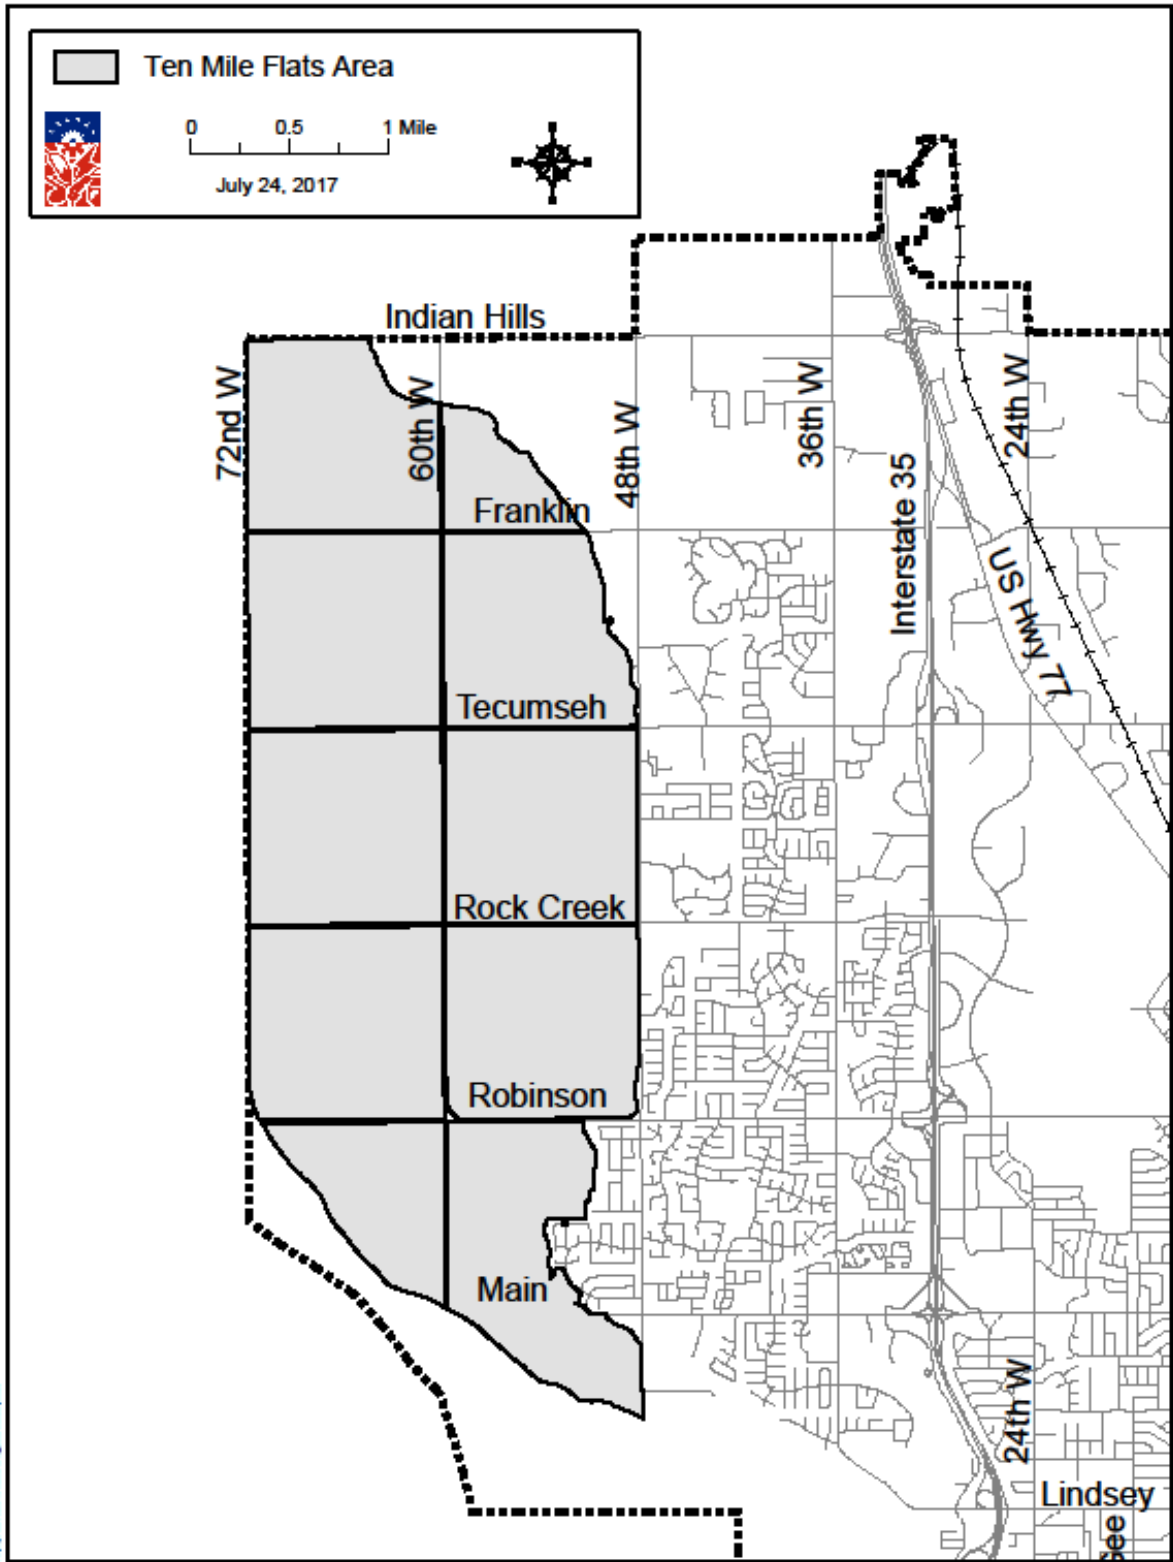 Ten Mile Flats Area
0 0.5 1 Mile
July 24, 2017
Indian Hills
72nd W
60th W
48th W
36th W
24th W
Interstate 35
US Hwy 77
Franklin
Tecumseh
Rock Creek
Robinson
Main
24th W
Lindsey